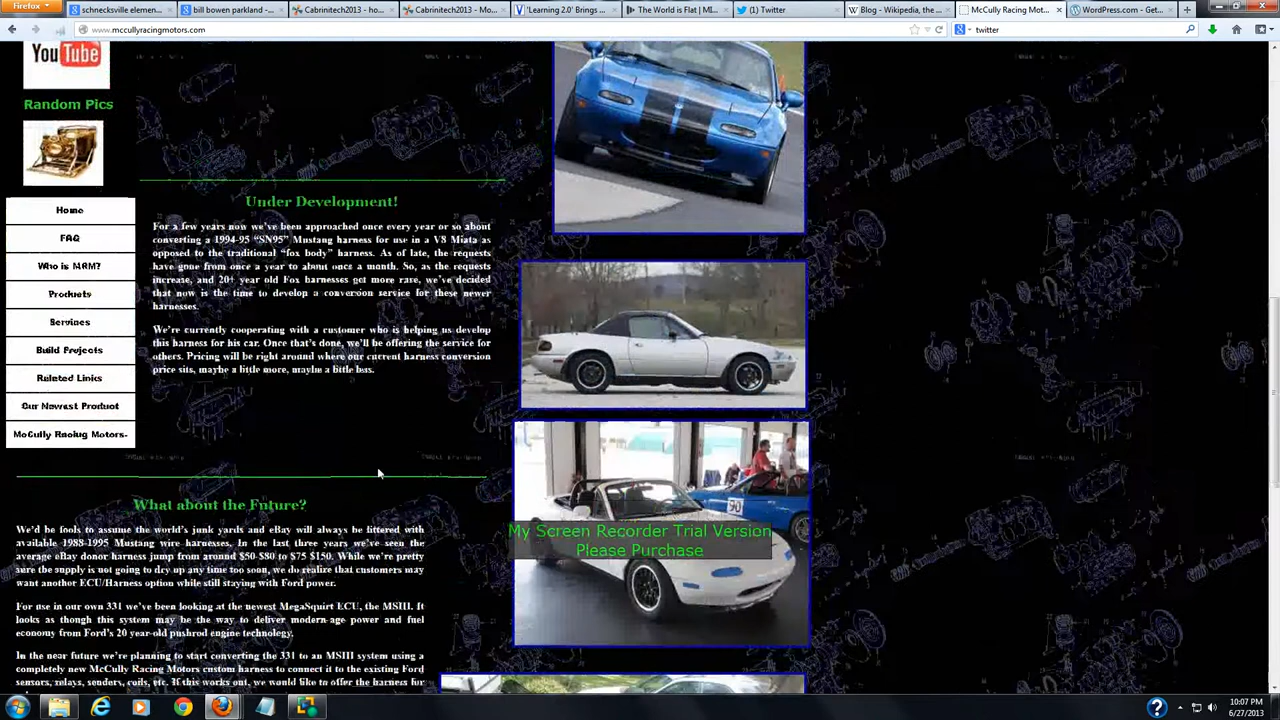 Firefox
schnecksville elemen...
bill bowen parkland - ...
Cabrinitech2013 - ho...
Cabrinitech2013 - Mo...
'Learning 2.0' Brings ...
The World is Flat | MI...
(1) Twitter
Blog - Wikipedia, the ...
McCully Racing Mot...
WordPress.com - Get...
www.mccullyracingmotors.com
twitter
You Tube
Random Pics
Home
FAQ
Who is MRM?
Products
Services
Build Projects
Related Links
Our Newest Product
McCully Racing Motors-
Under Development!
For a few years now we've been approached once every year or so about
converting a 1994-95 "SN95" Mustang harness for use in a V8 Miata as
opposed to the traditional "fox body" harness. As of late, the requests
have gone from once a year to about once a month. So, as the requests
increase, and 20+ year old Fox harnesses get more rare, we've decided
that now is the time to develop a conversion service for these newer
harnesses.
We're currently cooperating with a customer who is helping us develop
this harness for his car. Once that's done, we'll be offering the service for
others. Pricing will be right around where our current harness conversion
price sits, maybe a little more, maybe a little less.
What about the Future?
We'd be fools to assume the world's junk yards and eBay will always be littered with
available 1988-1995 Mustang wire harnesses. In the last three years we've seen the
average eBay donor harness jump from around $50-$80 to $75 $150. While we're pretty
sure the supply is not going to dry up any time too soon, we do realize that customers may
want another ECU/Harness option while still staying with Ford power.
For use in our own 331 we've been looking at the newest MegaSquirt ECU, the MSIII. It
looks as though this system may be the way to deliver modern-age power and fuel
economy from Ford's 20 year-old pushrod engine technology.
In the near future we're planning to start converting the 331 to an MSIII system using a
completely new McCully Racing Motors custom harness to connect it to the existing Ford
sensors, relays, senders, coils, etc. If this works out, we would like to offer the harness for
90
My Screen Recorder Trial Version
Please Purchase
10:07 PM
6/27/2013